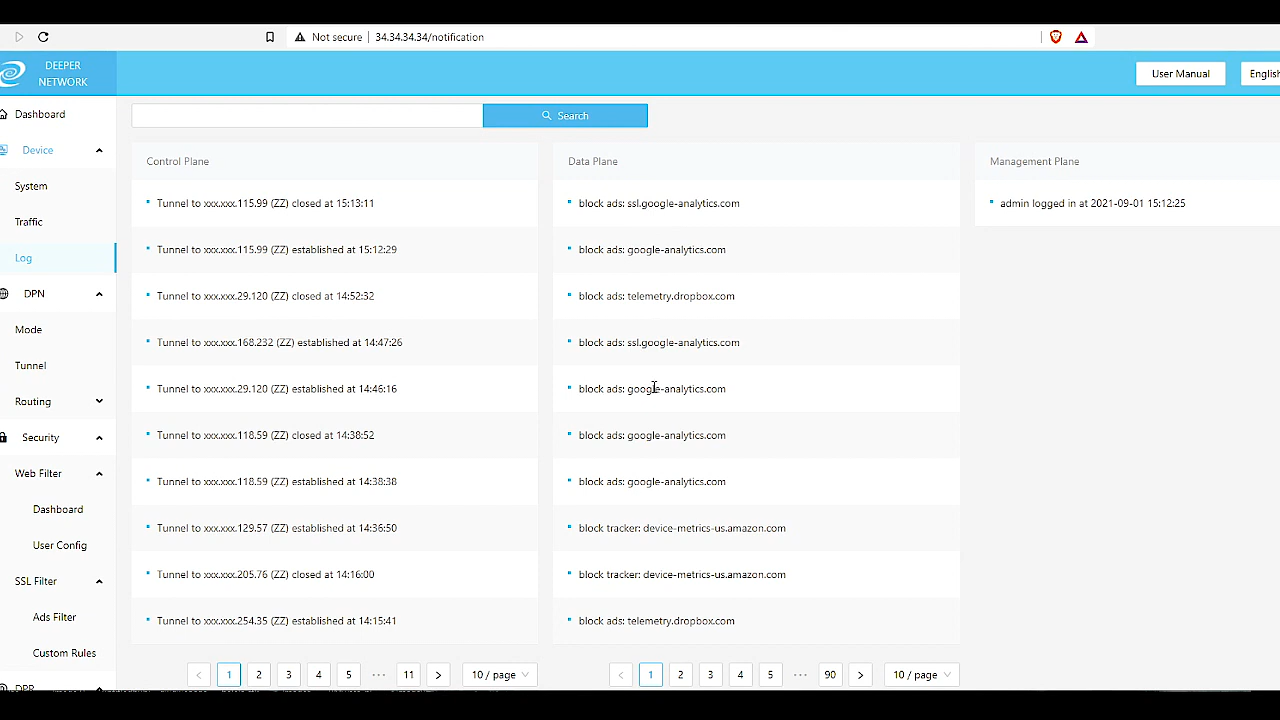 Not secure
34.34.34.34/notification
DEEPER
NETWORK
User Manual
English
Dashboard
Device
System
Traffic
Log
DPN
Mode
Tunnel
Routing
Security
Web Filter
Dashboard
User Config
SSL Filter
Ads Filter
Custom Rules
DPR
Search
Control Plane
Tunnel to xxx.xxx.115.99 (ZZ) closed at 15:13:11
Tunnel to xxx.xxx.115.99 (ZZ) established at 15:12:29
Tunnel to xxx.xxx.29.120 (ZZ) closed at 14:52:32
Tunnel to xxx.xxx.168.232 (ZZ) established at 14:47:26
Tunnel to xxx.xxx.29.120 (ZZ) established at 14:46:16
Tunnel to xxx.xxx.118.59 (ZZ) closed at 14:38:52
Tunnel to xxx.xxx.118.59 (ZZ) established at 14:38:38
Tunnel to xxx.xxx.129.57 (ZZ) established at 14:36:50
Tunnel to xxx.xxx.205.76 (ZZ) closed at 14:16:00
Tunnel to xxx.xxx.254.35 (ZZ) established at 14:15:41
< 1 2 3 4 5 ••• 11 > 10 / page
Data Plane
block ads: ssl.google-analytics.com
block ads: google-analytics.com
block ads: telemetry.dropbox.com
block ads: ssl.google-analytics.com
block ads: google-analytics.com
block ads: google-analytics.com
block ads: google-analytics.com
block tracker: device-metrics-us.amazon.com
block tracker: device-metrics-us.amazon.com
block ads: telemetry.dropbox.com
< 1 2 3 4 5 ••• 90 > 10 / page
Management Plane
admin logged in at 2021-09-01 15:12:25